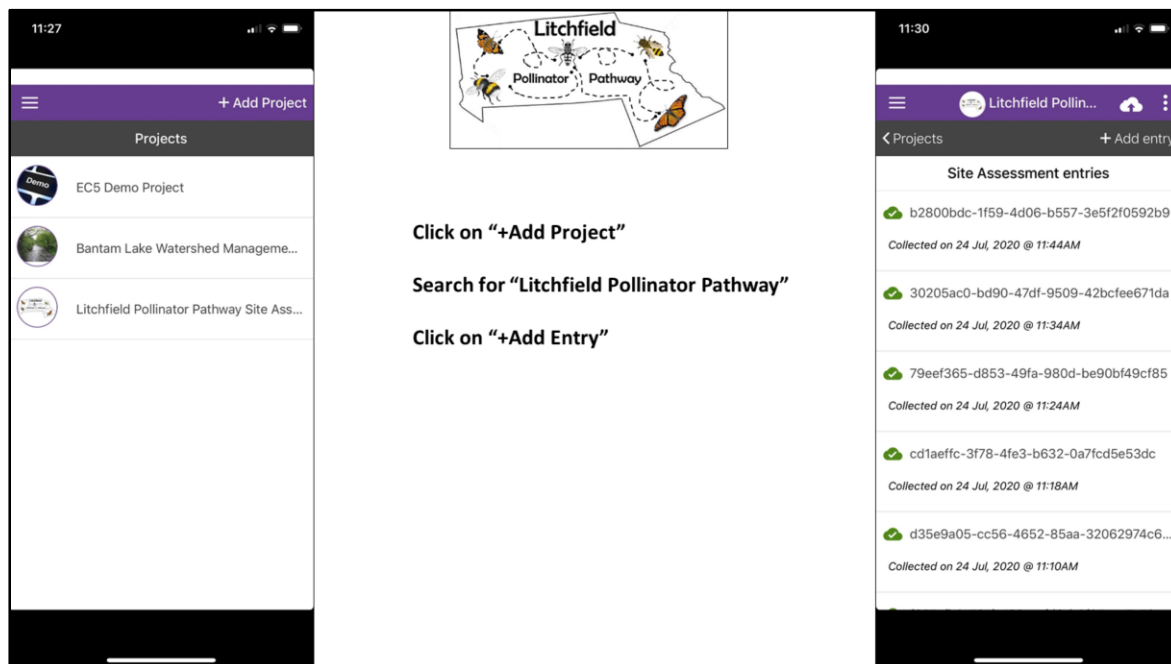 11:27
+ Add Project
Projects
Demo
EC5 Demo Project
Bantam Lake Watershed Manageme...
Litchfield Pollinator Pathway Site Ass...
Litchfield
Pollinator Pathway
Click on “+Add Project”
Search for “Litchfield Pollinator Pathway”
Click on “+Add Entry”
11:30
Litchfield Pollin...
Projects
+ Add entry
Site Assessment entries
b2800bdc-1f59-4d06-b557-3e5f2f0592b9
Collected on 24 Jul, 2020 @ 11:44AM
30205ac0-bd90-47df-9509-42bcfee671da
Collected on 24 Jul, 2020 @ 11:34AM
79eef365-d853-49fa-980d-be90bf49cf85
Collected on 24 Jul, 2020 @ 11:24AM
cd1aeffc-3f78-4fe3-b632-0a7fcd5e53dc
Collected on 24 Jul, 2020 @ 11:18AM
d35e9a05-cc56-4652-85aa-32062974c6...
Collected on 24 Jul, 2020 @ 11:10AM